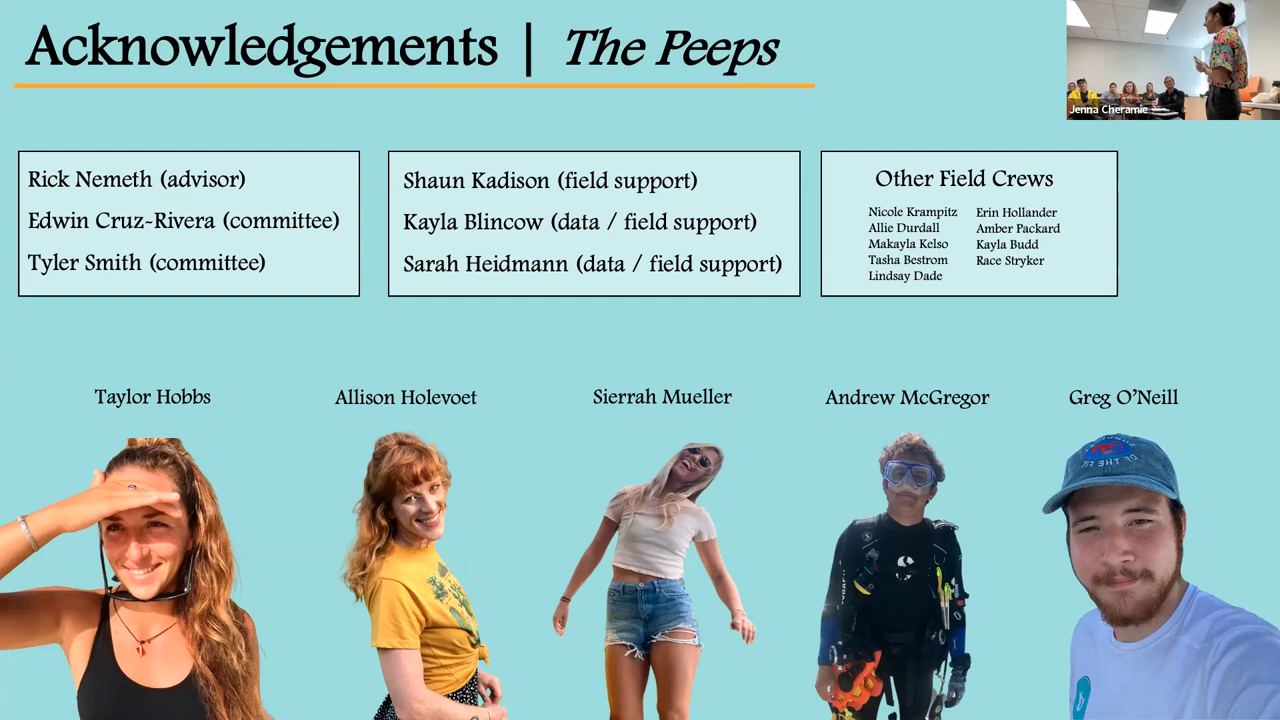 Acknowledgements | The Peeps
Jenna Cheramie
Rick Nemeth (advisor)
Edwin Cruz-Rivera (committee)
Tyler Smith (committee)
Shaun Kadison (field support)
Kayla Blincow (data / field support)
Sarah Heidmann (data / field support)
Other Field Crews
Nicole Krampitz
Allie Durdall
Makayla Kelso
Tasha Bestrom
Lindsay Dade
Erin Hollander
Amber Packard
Kayla Budd
Race Stryker
Taylor Hobbs
Allison Holevoet
Sierrah Mueller
Andrew McGregor
Greg O'Neill